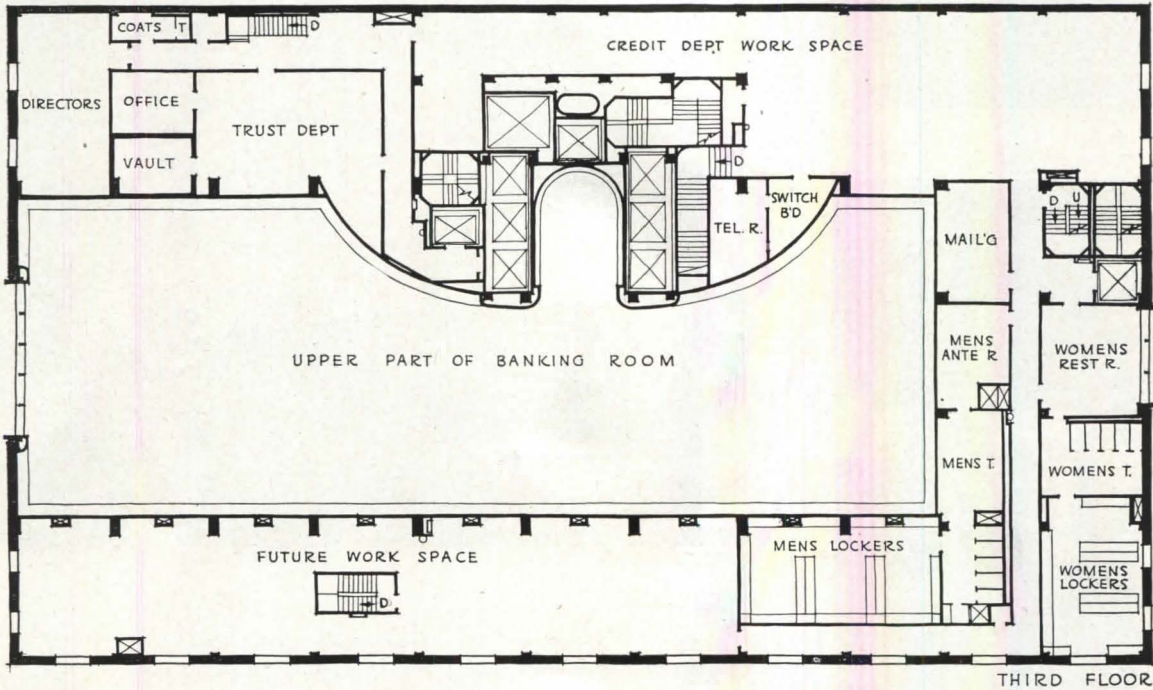 COATS T
D
CREDIT DEPT WORK SPACE
DIRECTORS
OFFICE
TRUST DEPT
VAULT
D
SWITCH
B'D
TEL. R.
D U
MAIL'G
MENS
ANTE R
WOMENS
REST R.
UPPER PART OF BANKING ROOM
MENS T.
WOMENS T.
FUTURE WORK SPACE
D
MENS LOCKERS
WOMENS
LOCKERS
THIRD FLOOR